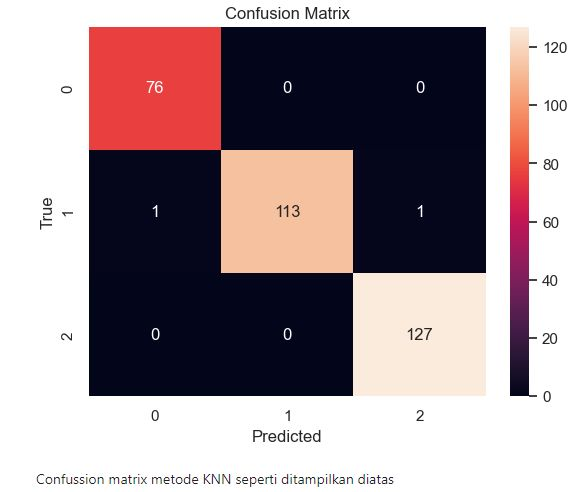 Confusion Matrix
120
0 76 0 0
100
80
True 1 1 113 1
60
40
2 0 0 127
20
0
0 1 2
Predicted
Confussion matrix metode KNN seperti ditampilkan diatas